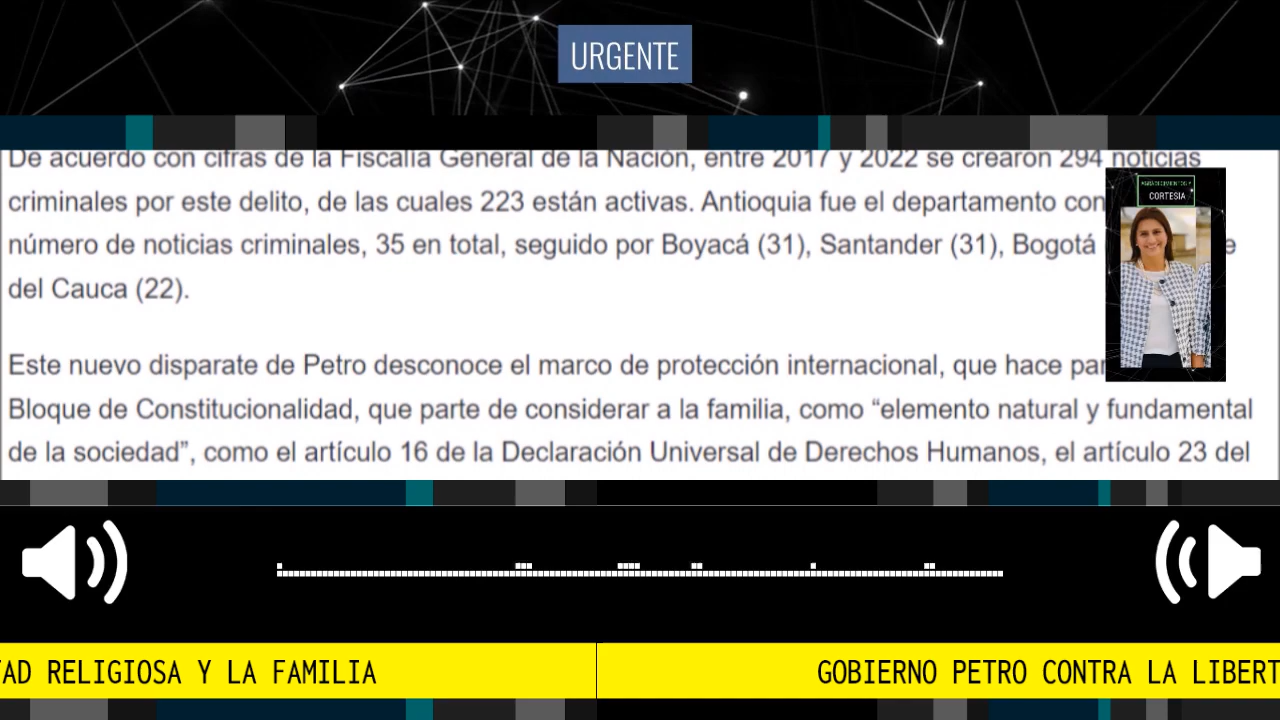 URGENTE
De acuerdo con cifras de la Fiscalía General de la Nación, entre 2017 y 2022 se crearon 294 noticias
criminales por este delito, de las cuales 223 están activas. Antioquia fue el departamento con
número de noticias criminales, 35 en total, seguido por Boyacá (31), Santander (31), Bogotá
del Cauca (22).
CORTESIA
Este nuevo disparate de Petro desconoce el marco de protección internacional, que hace
Bloque de Constitucionalidad, que parte de considerar a la familia, como “elemento natural y fundamental
de la sociedad”, como el artículo 16 de la Declaración Universal de Derechos Humanos, el artículo 23 del
TAD RELIGIOSA Y LA FAMILIA
GOBIERNO PETRO CONTRA LA LIBERT